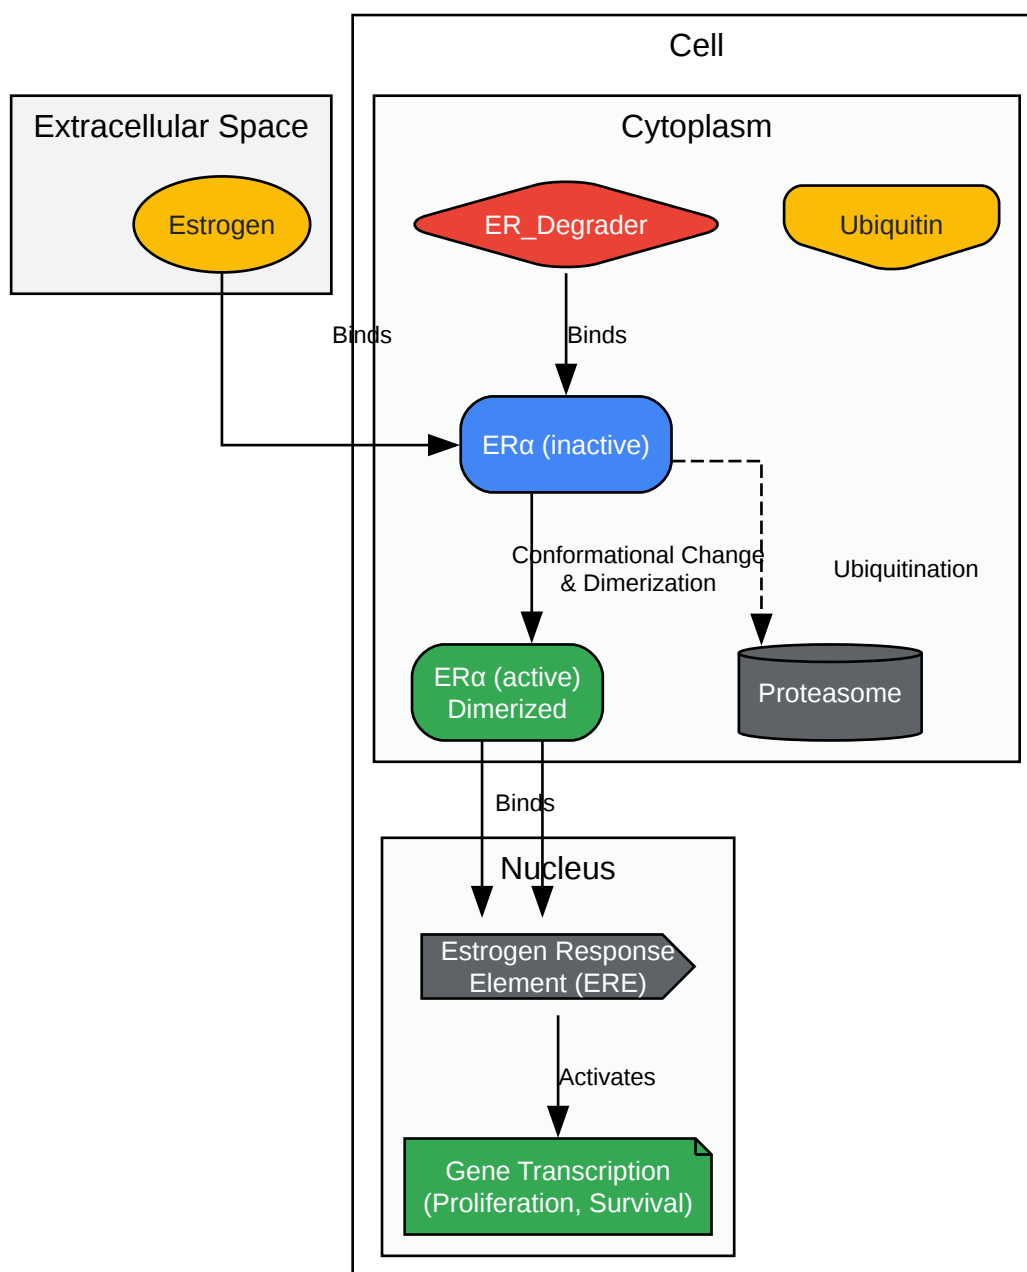 Cell
Extracellular Space
Cytoplasm
Estrogen
ER_Degrader
Ubiquitin
Binds
Binds
ERα (inactive)
Conformational Change
& Dimerization
Ubiquitination
ERα (active)
Dimerized
Proteasome
Binds
Nucleus
Estrogen Response
Element (ERE)
Activates
Gene Transcription
(Proliferation, Survival)